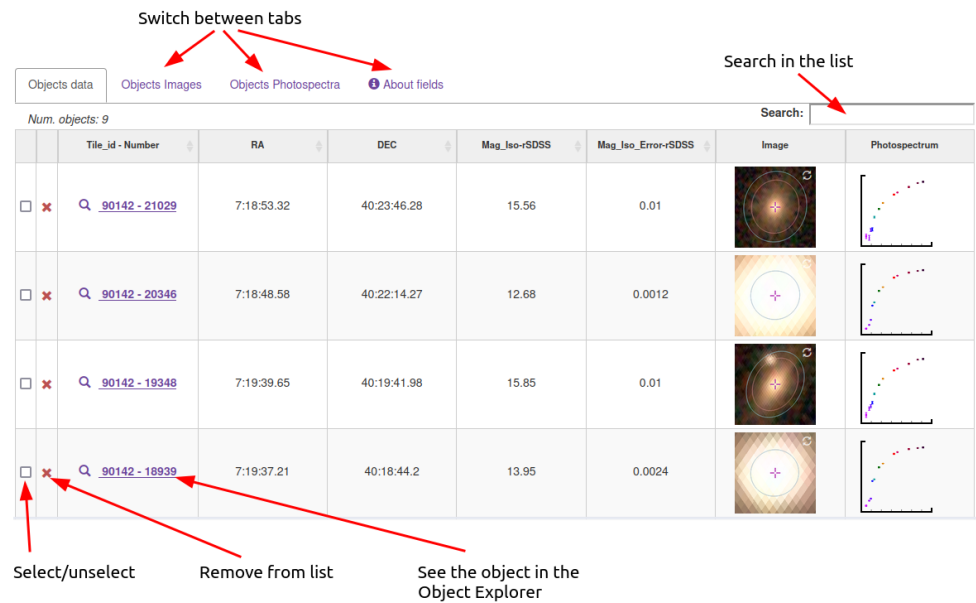 Switch between tabs
Search in the list
Objects data Objects Images Objects Photospectra About fields
Num. objects: 9 Search:
Tile_id - Number RA DEC Mag_Iso-rSDSS Mag_Iso_Error-rSDSS Image Photospectrum
90142 - 21029 7:18:53.32 40:23:46.28 15.56 0.01
90142 - 20346 7:18:48.58 40:22:14.27 12.68 0.0012
90142 - 19348 7:19:39.65 40:19:41.98 15.85 0.01
90142 - 18939 7:19:37.21 40:18:44.2 13.95 0.0024
Select/unselect Remove from list See the object in the
Object Explorer